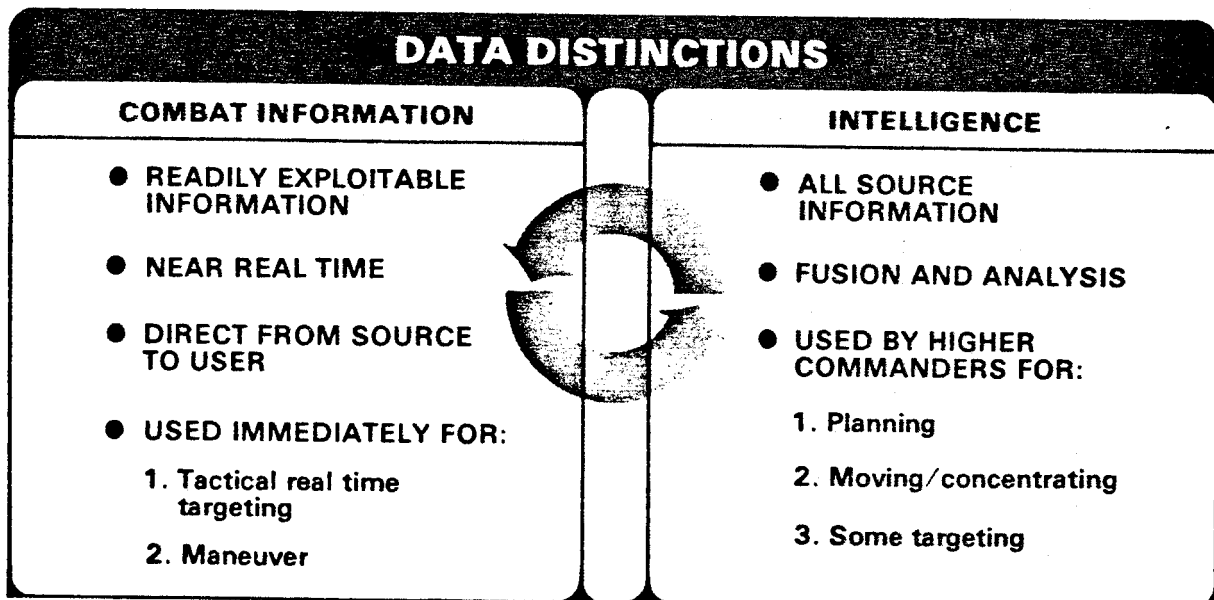 DATA DISTINCTIONS
COMBAT INFORMATION
● READILY EXPLOITABLE
INFORMATION
● NEAR REAL TIME
● DIRECT FROM SOURCE
TO USER
● USED IMMEDIATELY FOR:
1. Tactical real time
targeting
2. Maneuver
INTELLIGENCE
● ALL SOURCE
INFORMATION
● FUSION AND ANALYSIS
● USED BY HIGHER
COMMANDERS FOR:
1. Planning
2. Moving/concentrating
3. Some targeting